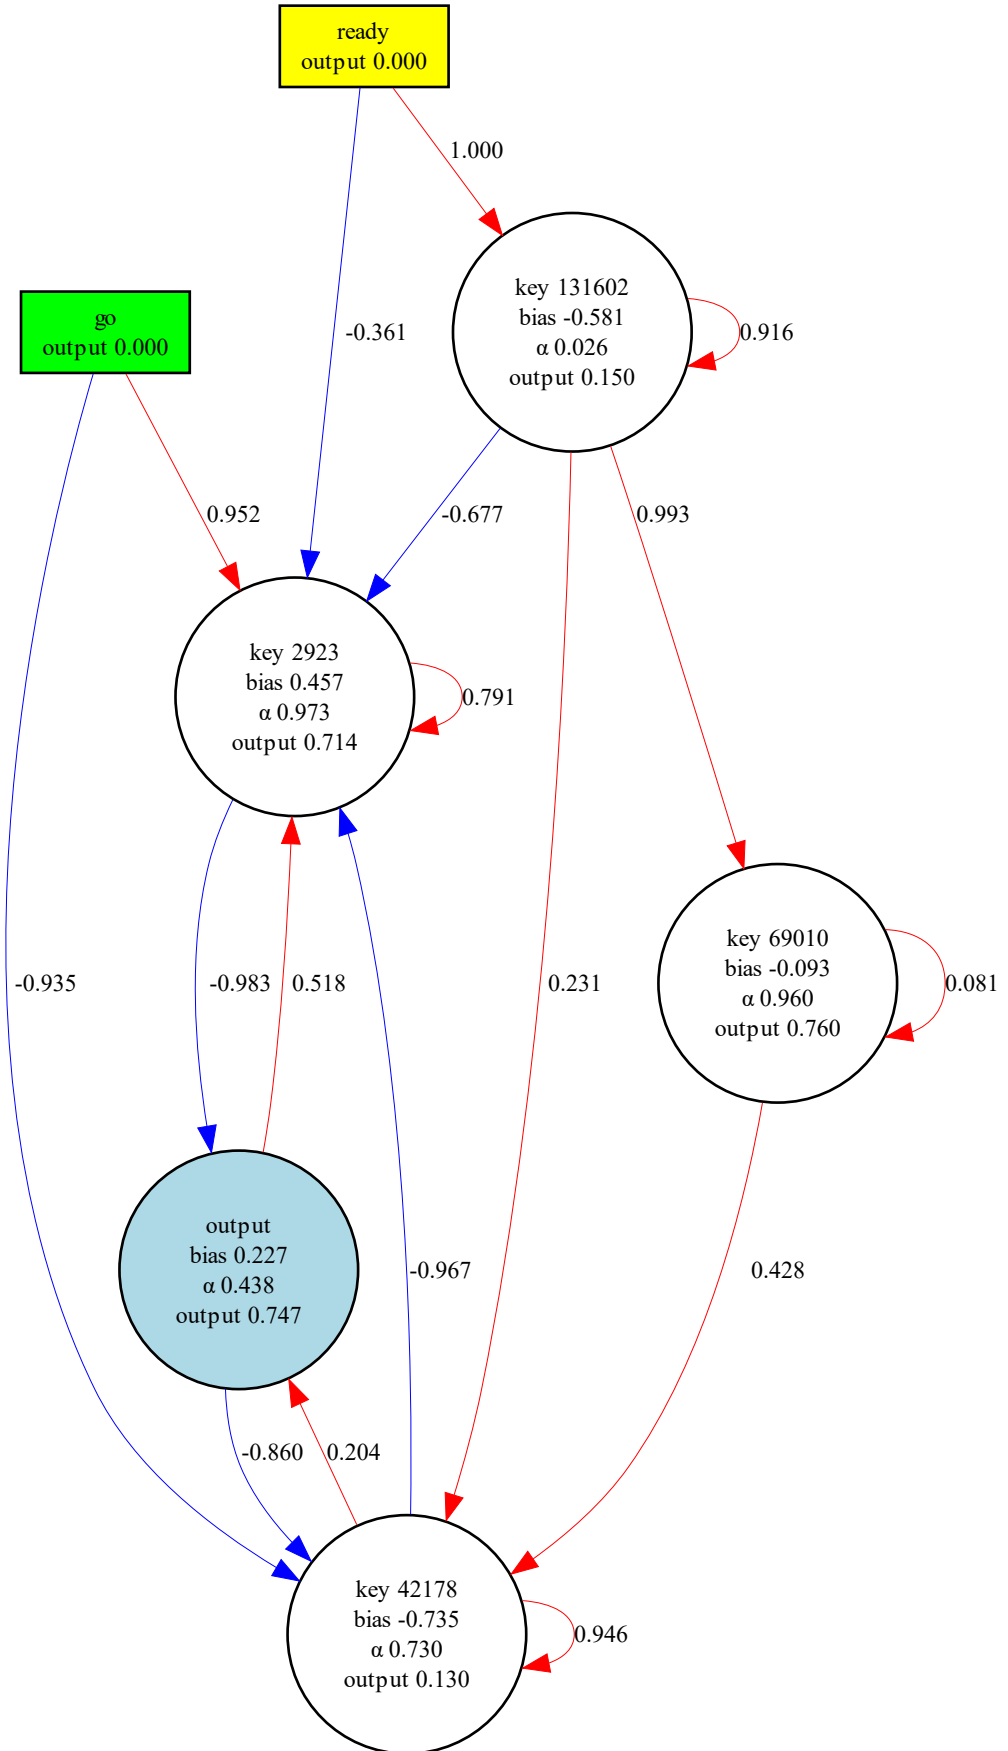 ready
output 0.000
1.000
key 131602
bias -0.581
α 0.026
output 0.150
0.916
go
output 0.000
-0.361
0.952
-0.677
0.993
key 2923
bias 0.457
α 0.973
output 0.714
0.791
key 69010
bias -0.093
α 0.960
output 0.760
0.081
-0.935
-0.983
0.518
0.231
output
bias 0.227
α 0.438
output 0.747
-0.967
0.428
-0.860
0.204
key 42178
bias -0.735
α 0.730
output 0.130
0.946